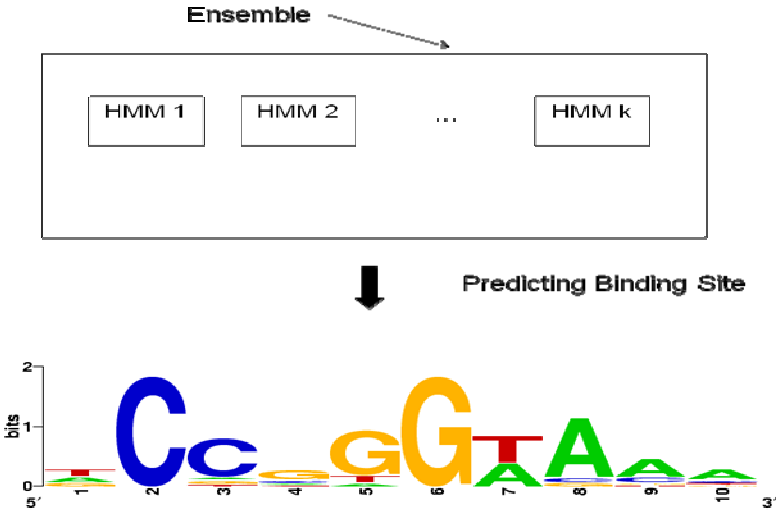 Ensemble
HMM 1 HMM 2 ... HMM k
Predicting Binding Site
2
1
0
bits
T A G C C A G T G C A G T A G T A A C G A C A C T
5´ 1 2 3 4 5 6 7 8 9 10 3´